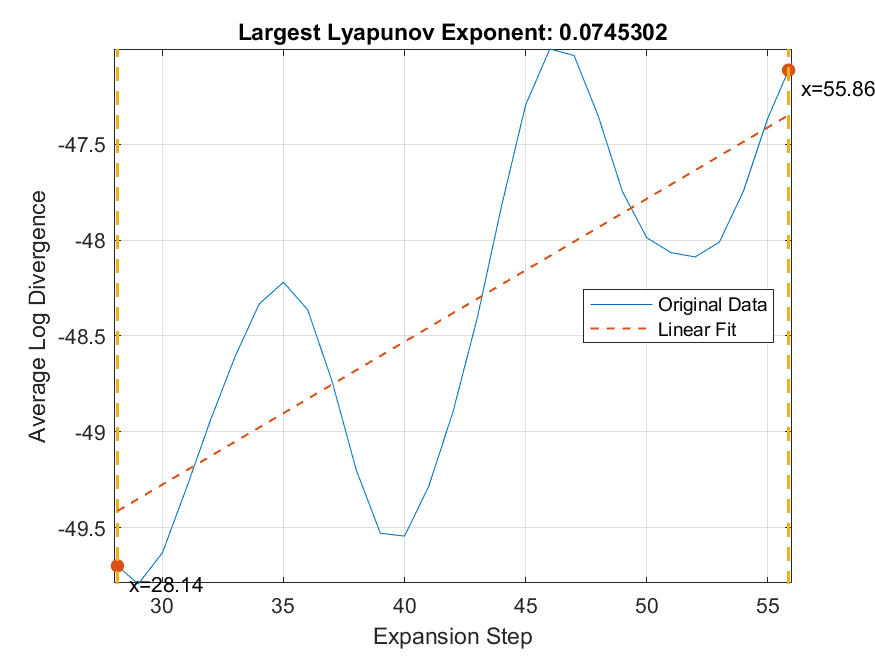 Largest Lyapunov Exponent: 0.0745302
x=55.86
-47.5
-48
-48.5
-49
-49.5
Average Log Divergence
Original Data
Linear Fit
x=28.14
30
35
40
45
50
55
Expansion Step